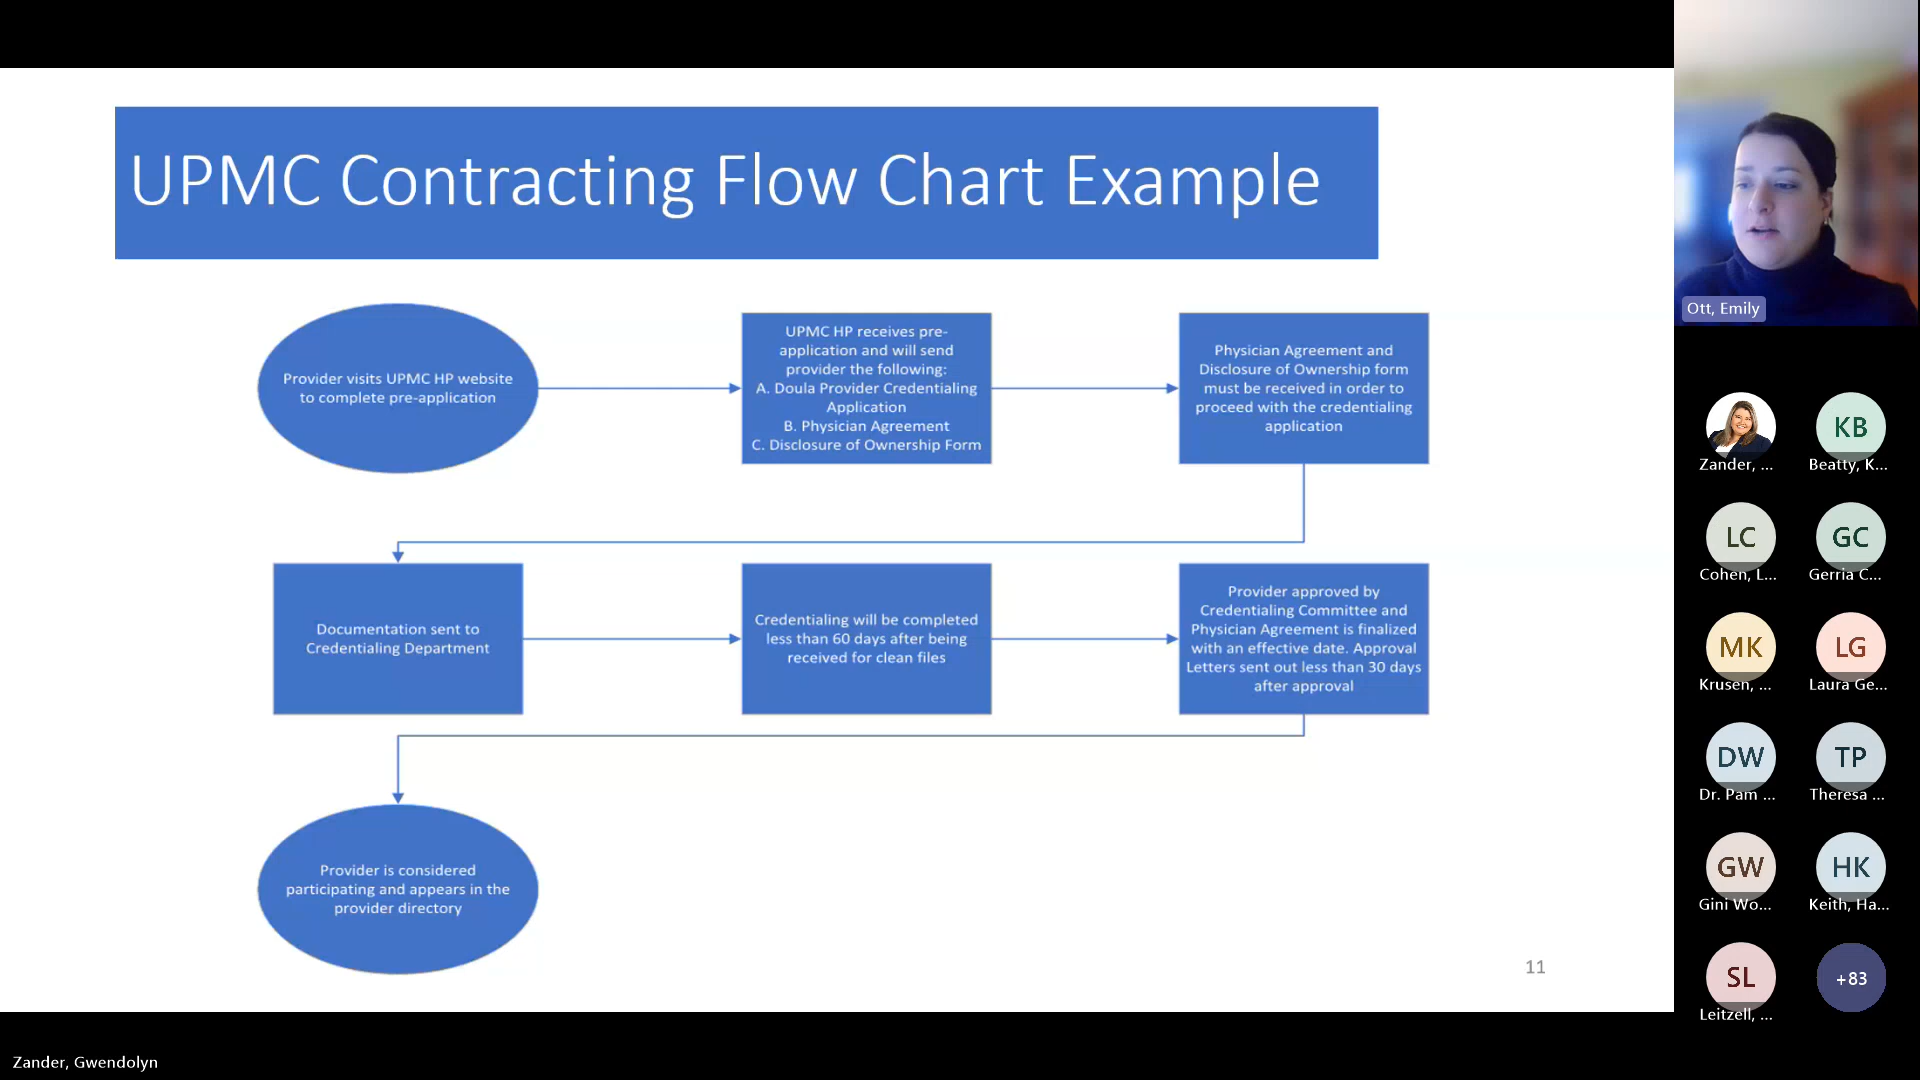 UPMC Contracting Flow Chart Example
Provider visits UPMC HP website
to complete pre-application
UPMC HP receives pre-
application and will send
provider the following:
A. Doula Provider Credentialing
Application
B. Physician Agreement
C. Disclosure of Ownership Form
Physician Agreement and
Disclosure of Ownership form
must be received in order to
proceed with the credentialing
application
Documentation sent to
Credentialing Department
Credentialing will be completed
less than 60 days after being
received for clean files
Provider approved by
Credentialing Committee and
Physician Agreement is finalized
with an effective date. Approval
Letters sent out less than 30 days
after approval
Provider is considered
participating and appears in the
provider directory
11
Ott, Emily
Zander, ...
KB
Beatty, K...
LC
Cohen, L...
GC
Gerria C...
MK
Krusen, ...
LG
Laura Ge...
DW
Dr. Pam ...
TP
Theresa ...
GW
Gini Wo...
HK
Keith, Ha...
SL
Leitzell, ...
+83
Zander, Gwendolyn